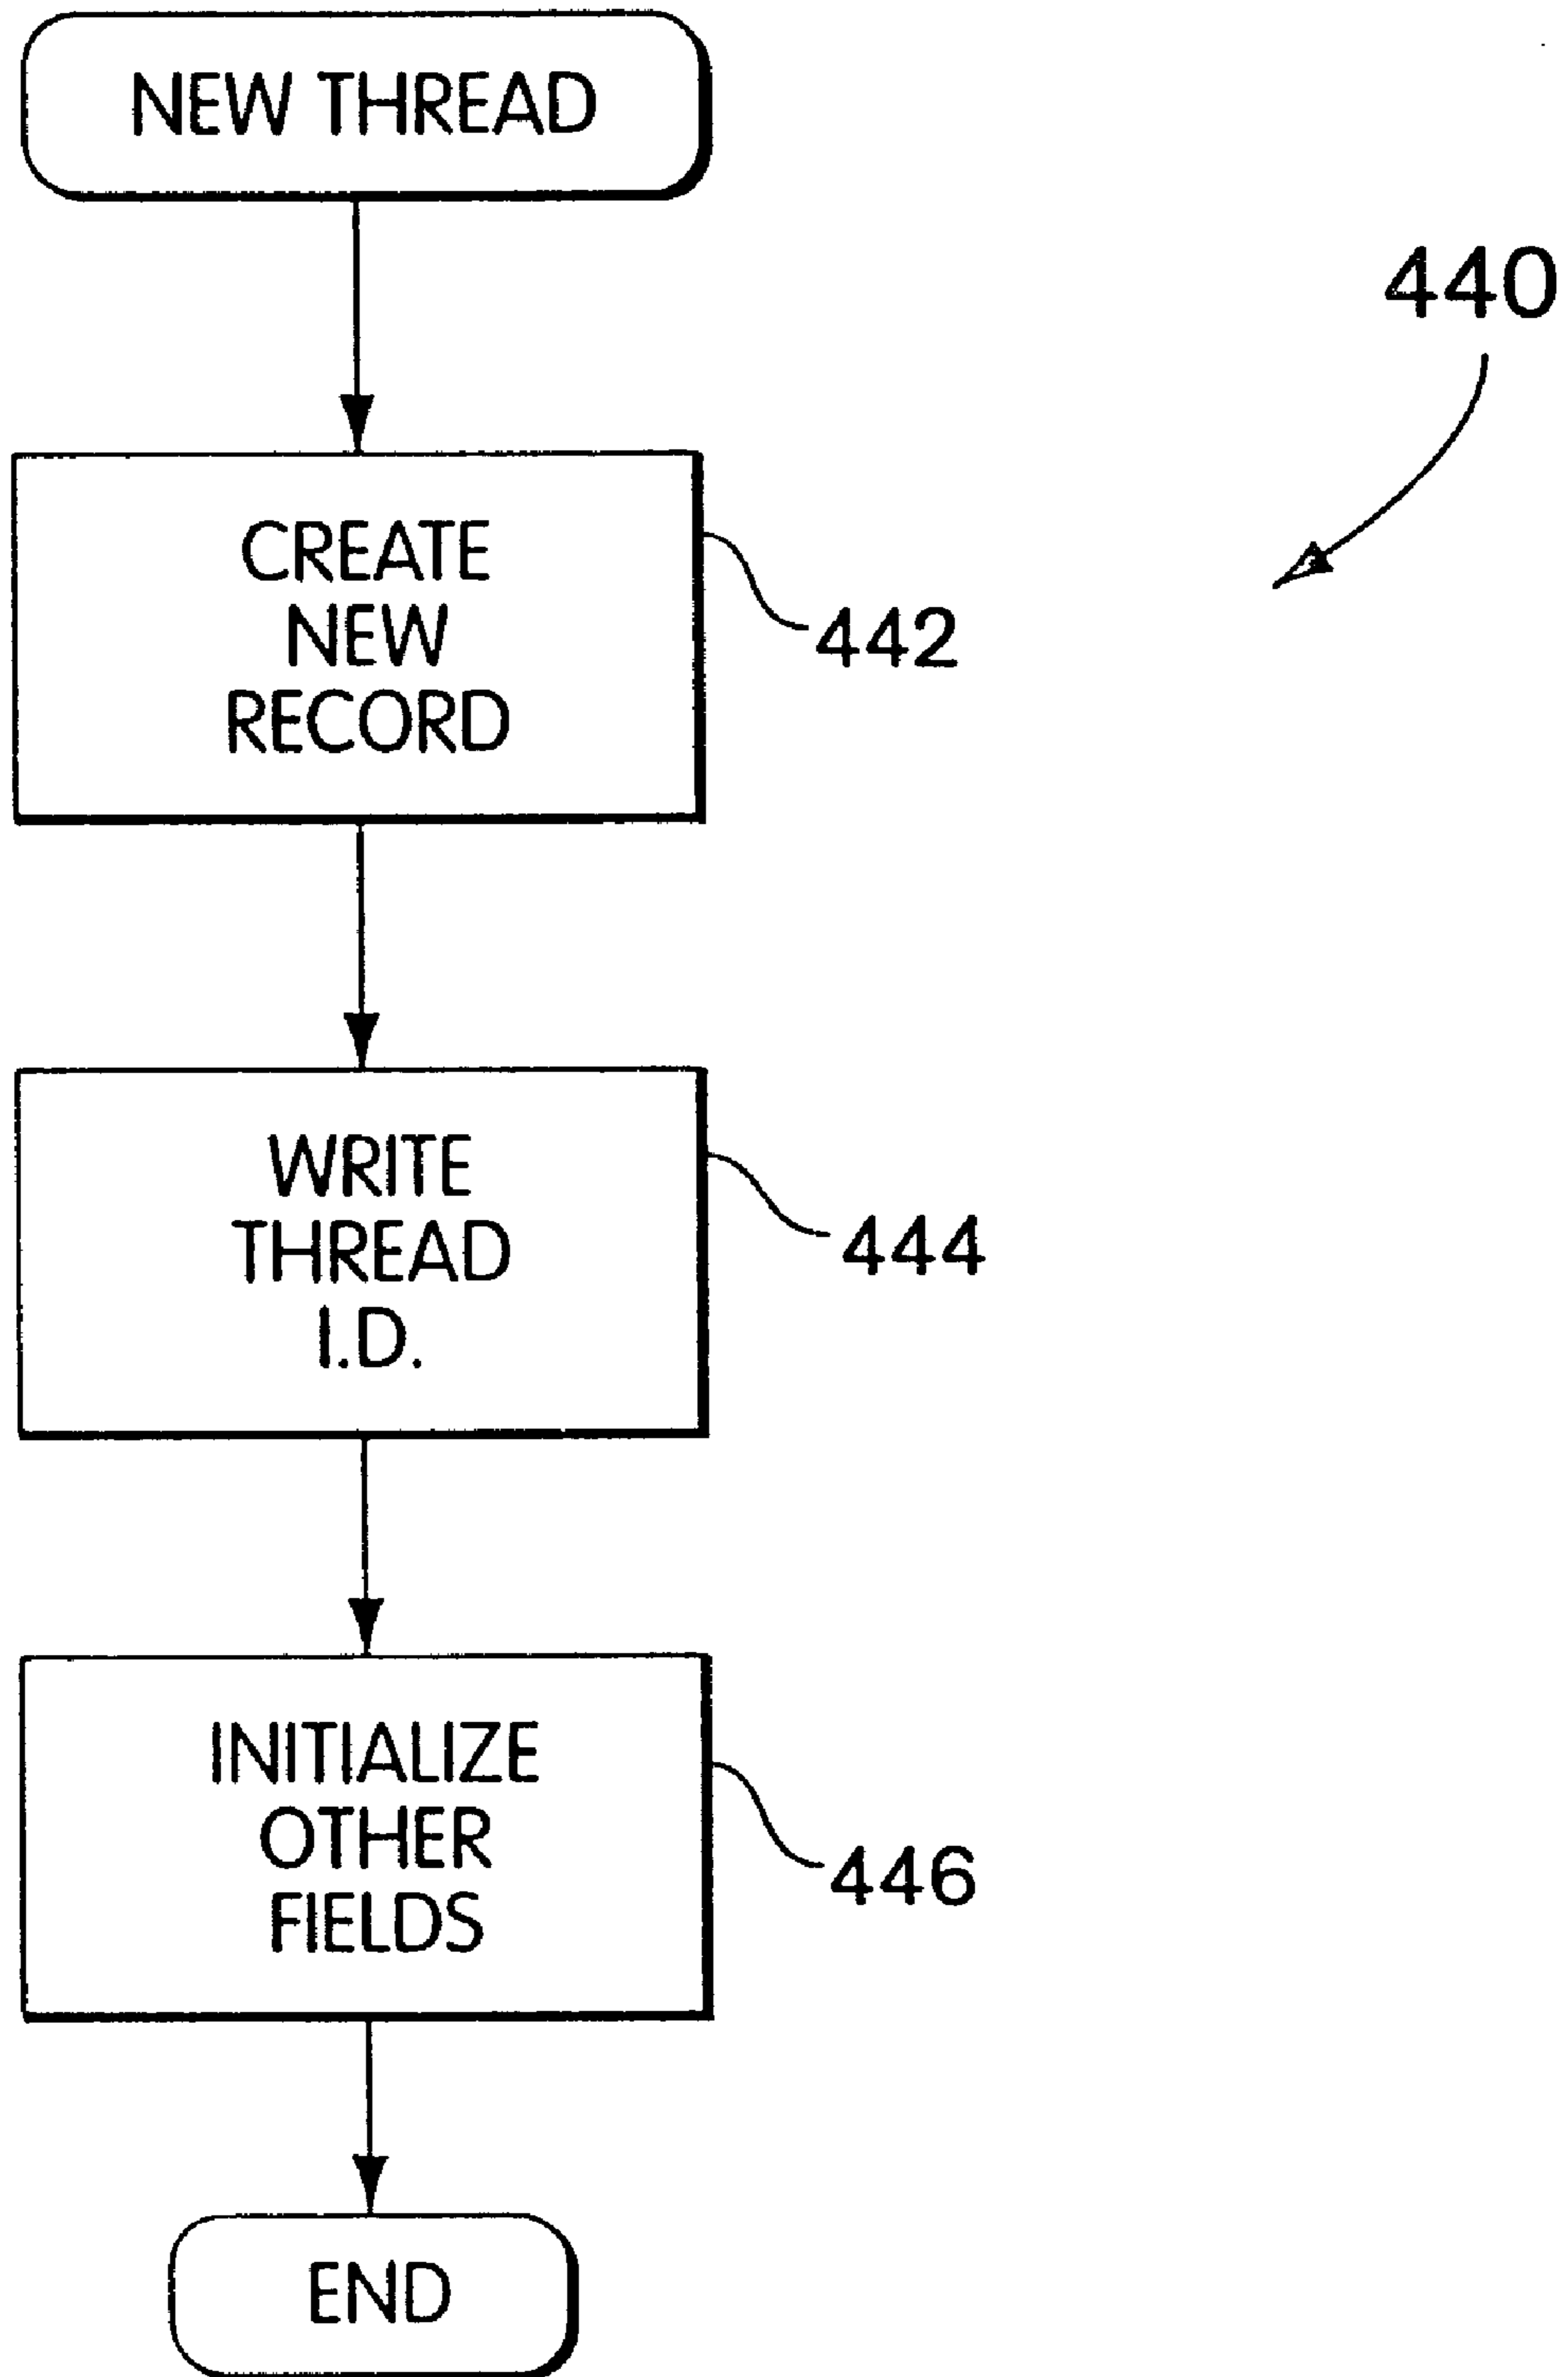 NEW THREAD
440
CREATE
NEW
RECORD
442
WRITE
THREAD
I.D.
444
INITIALIZE
OTHER
FIELDS
446
END